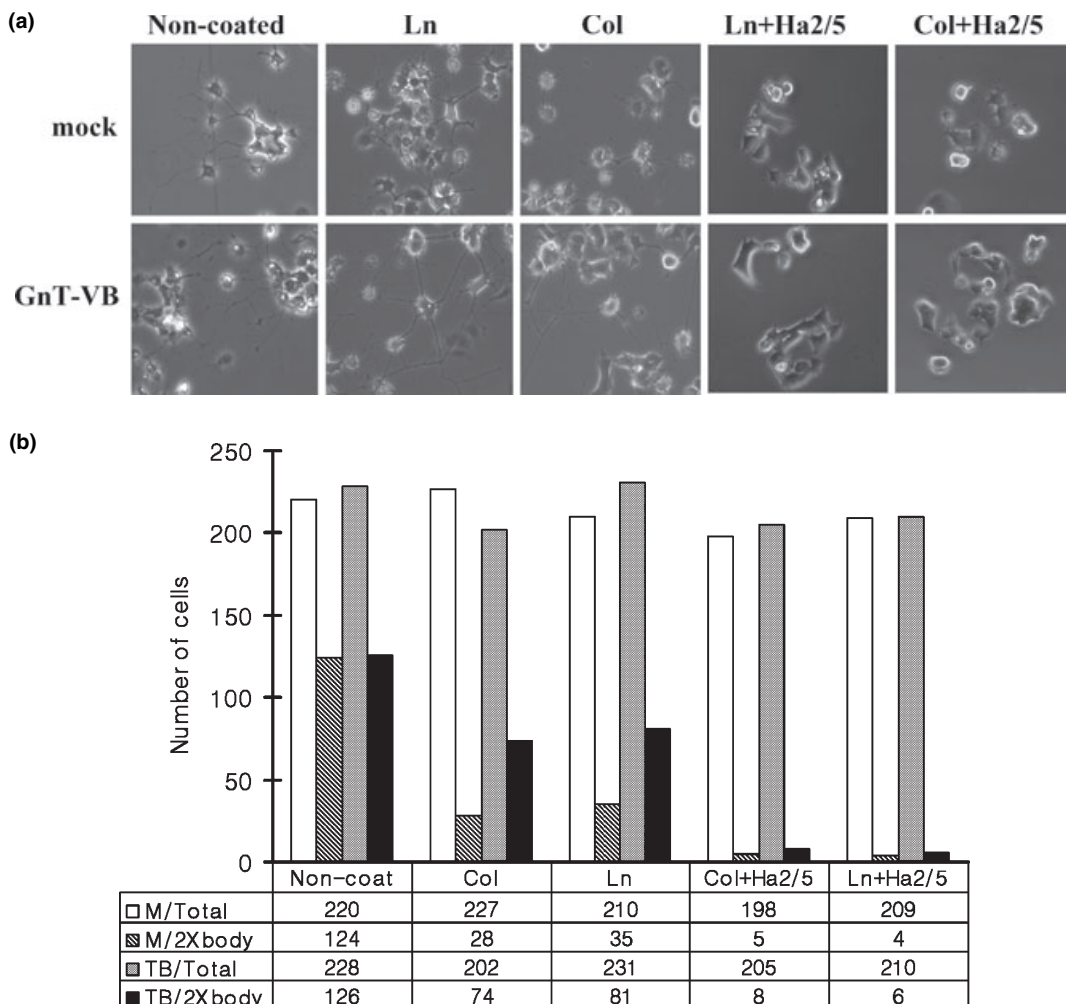 (a)
Non-coated Ln Col Ln+Ha2/5 Col+Ha2/5
mock
GnT-VB
(b)
Number of cells
250
200
150
100
50
0
Non-coat Col Ln Col+Ha2/5 Ln+Ha2/5
M/Total 220 227 210 198 209
M/2Xbody 124 28 35 5 4
TB/Total 228 202 231 205 210
TB/2Xbody 126 74 81 8 6